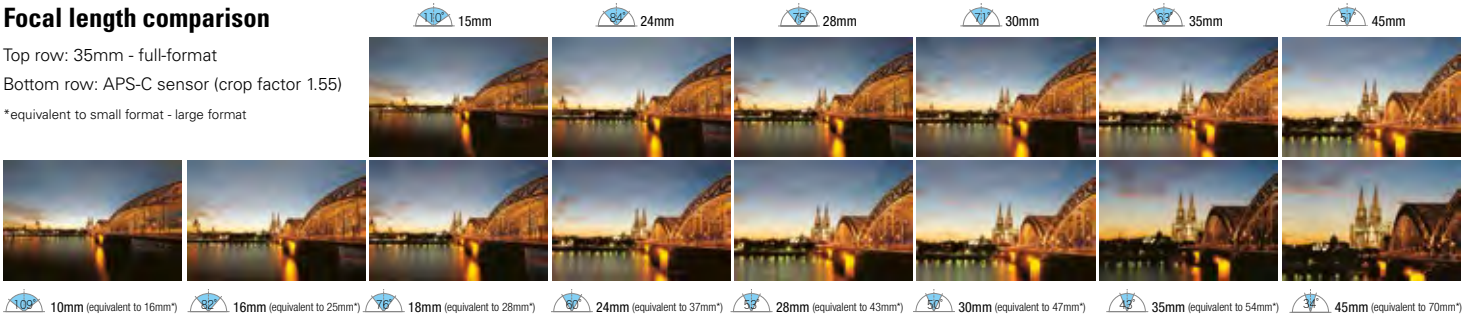 Focal length comparison
Top row: 35mm - full-format
Bottom row: APS-C sensor (crop factor 1.55)
*equivalent to small format - large format
110° 15mm 84° 24mm 75° 28mm 71° 30mm 63° 35mm 51° 45mm
109° 10mm (equivalent to 16mm*) 82° 16mm (equivalent to 25mm*) 76° 18mm (equivalent to 28mm*) 60° 24mm (equivalent to 37mm*) 53° 28mm (equivalent to 43mm*) 50° 30mm (equivalent to 47mm*) 43° 35mm (equivalent to 54mm*) 34° 45mm (equivalent to 70mm*)